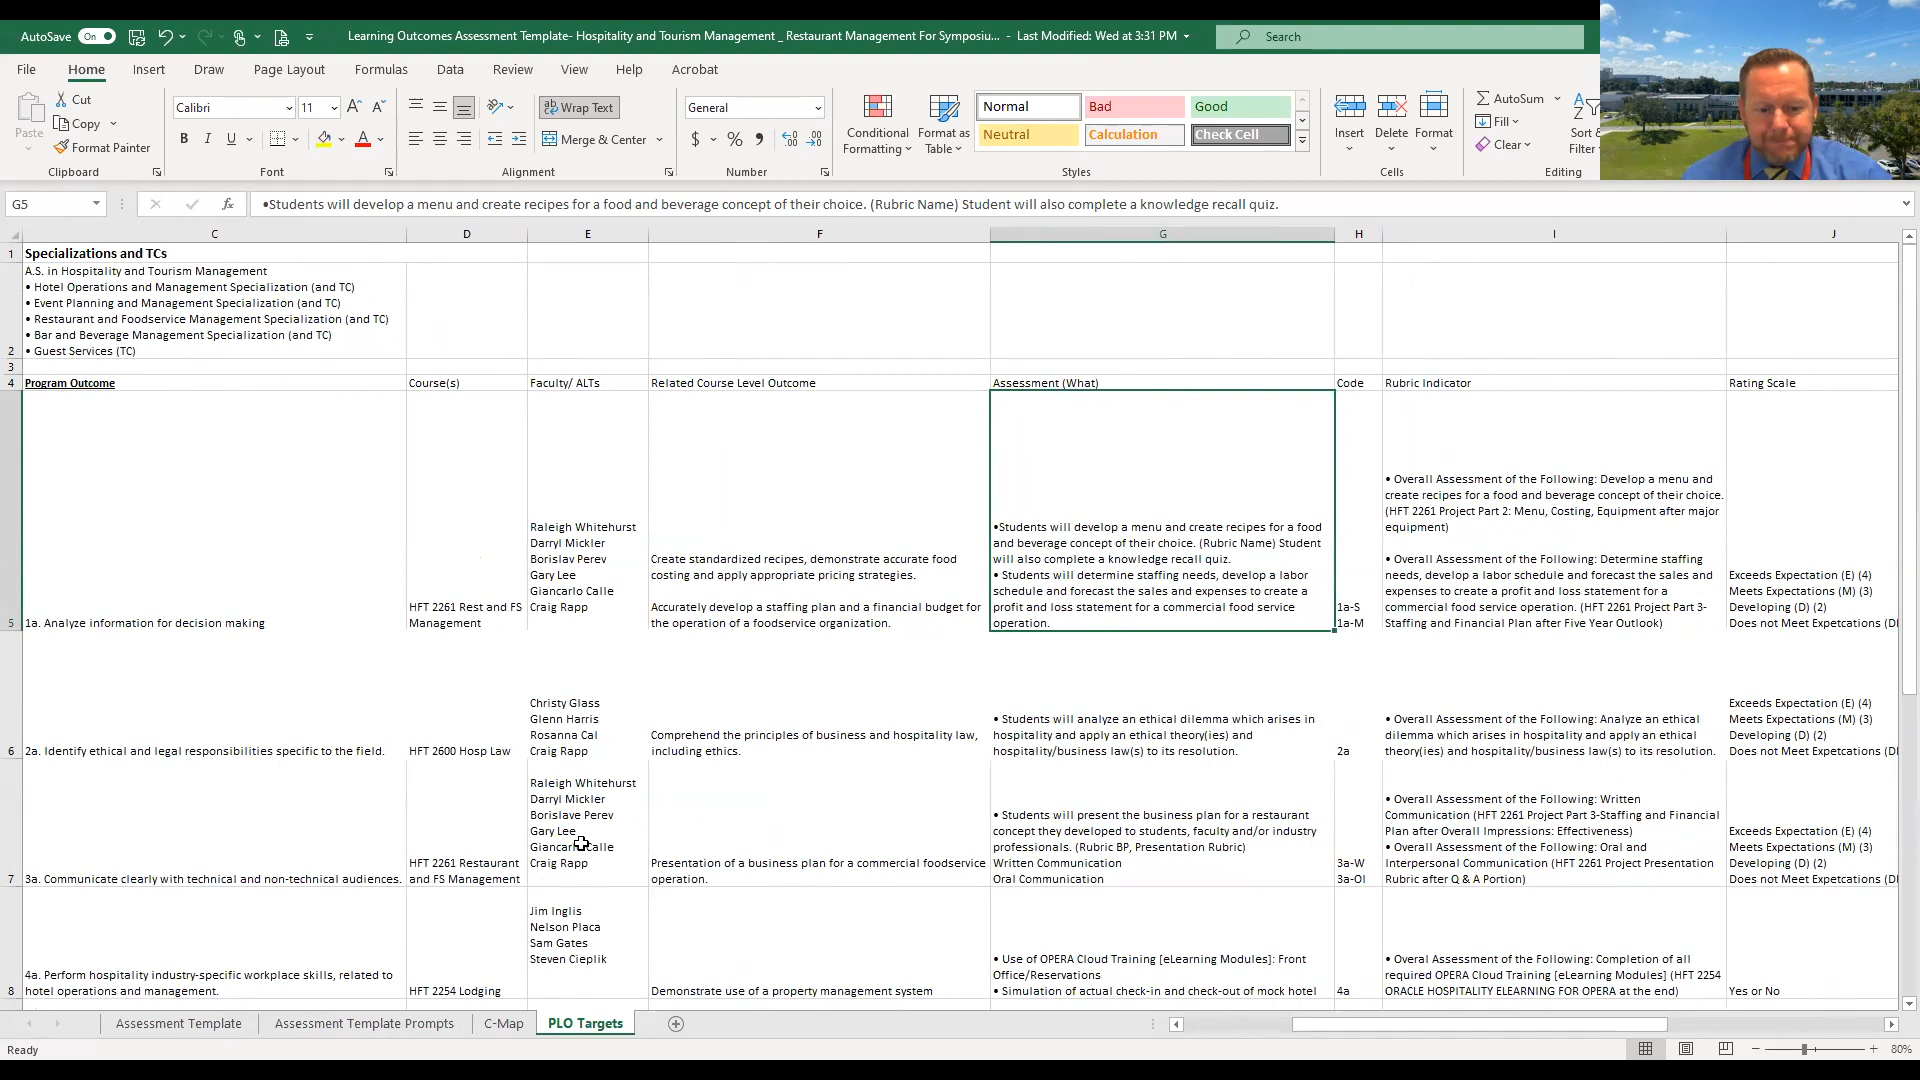 AutoSave On
Learning Outcomes Assessment Template- Hospitality and Tourism Management _ Restaurant Management For Symposiu... - Last Modified: Wed at 3:31 PM
Search
File Home Insert Draw Page Layout Formulas Data Review View Help Acrobat
Paste
Cut
Copy
Format Painter
Clipboard
Calibri 11
B I U
Font
Wrap Text
Merge & Center
Alignment
General
$ % ,
Number
Conditional Formatting
Format as Table
Normal Bad Good
Neutral Calculation Check Cell
Styles
Insert Delete Format
Cells
AutoSum
Fill
Clear
Sort &
Filter
Editing
G5
fx
•Students will develop a menu and create recipes for a food and beverage concept of their choice. (Rubric Name) Student will also complete a knowledge recall quiz.
C D E F G H I J
1
Specializations and TCs
A.S. in Hospitality and Tourism Management
• Hotel Operations and Management Specialization (and TC)
• Event Planning and Management Specialization (and TC)
• Restaurant and Foodservice Management Specialization (and TC)
• Bar and Beverage Management Specialization (and TC)
2
• Guest Services (TC)
3
4
Program Outcome
Course(s)
Faculty/ ALTs
Related Course Level Outcome
Assessment (What)
Code
Rubric Indicator
Rating Scale
5
1a. Analyze information for decision making
HFT 2261 Rest and FS
Management
Raleigh Whitehurst
Darryl Mickler
Borislav Perev
Gary Lee
Giancarlo Calle
Craig Rapp
Create standardized recipes, demonstrate accurate food
costing and apply appropriate pricing strategies.
Accurately develop a staffing plan and a financial budget for
the operation of a foodservice organization.
•Students will develop a menu and create recipes for a food
and beverage concept of their choice. (Rubric Name) Student
will also complete a knowledge recall quiz.
• Students will determine staffing needs, develop a labor
schedule and forecast the sales and expenses to create a
profit and loss statement for a commercial food service
operation.
1a-S
1a-M
• Overall Assessment of the Following: Develop a menu and
create recipes for a food and beverage concept of their choice.
(HFT 2261 Project Part 2: Menu, Costing, Equipment after major
equipment)
• Overall Assessment of the Following: Determine staffing
needs, develop a labor schedule and forecast the sales and
expenses to create a profit and loss statement for a
commercial food service operation. (HFT 2261 Project Part 3-
Staffing and Financial Plan after Five Year Outlook)
Exceeds Expectation (E) (4)
Meets Expectations (M) (3)
Developing (D) (2)
Does not Meet Expetcations (D
6
2a. Identify ethical and legal responsibilities specific to the field.
HFT 2600 Hosp Law
Christy Glass
Glenn Harris
Rosanna Cal
Craig Rapp
Comprehend the principles of business and hospitality law,
including ethics.
• Students will analyze an ethical dilemma which arises in
hospitality and apply an ethical theory(ies) and
hospitality/business law(s) to its resolution.
2a
• Overall Assessment of the Following: Analyze an ethical
dilemma which arises in hospitality and apply an ethical
theory(ies) and hospitality/business law(s) to its resolution.
Exceeds Expectation (E) (4)
Meets Expectations (M) (3)
Developing (D) (2)
Does not Meet Expetcations (D
7
3a. Communicate clearly with technical and non-technical audiences.
HFT 2261 Restaurant
and FS Management
Raleigh Whitehurst
Darryl Mickler
Borislave Perev
Gary Lee
Giancarlo Calle
Craig Rapp
Presentation of a business plan for a commercial foodservice
operation.
• Students will present the business plan for a restaurant
concept they developed to students, faculty and/or industry
professionals. (Rubric BP, Presentation Rubric)
Written Communication
Oral Communication
3a-W
3a-OI
• Overall Assessment of the Following: Written
Communication (HFT 2261 Project Part 3-Staffing and Financial
Plan after Overall Impressions: Effectiveness)
• Overall Assessment of the Following: Oral and
Interpersonal Communication (HFT 2261 Project Presentation
Rubric after Q & A Portion)
Exceeds Expectation (E) (4)
Meets Expectations (M) (3)
Developing (D) (2)
Does not Meet Expetcations (D
8
4a. Perform hospitality industry-specific workplace skills, related to
hotel operations and management.
HFT 2254 Lodging
Jim Inglis
Nelson Placa
Sam Gates
Steven Cieplik
Demonstrate use of a property management system
• Use of OPERA Cloud Training [eLearning Modules]: Front
Office/Reservations
• Simulation of actual check-in and check-out of mock hotel
4a
• Overal Assessment of the Following: Completion of all
required OPERA Cloud Training [eLearning Modules] (HFT 2254
ORACLE HOSPITALITY ELEARNING FOR OPERA at the end)
Yes or No
Assessment Template Assessment Template Prompts C-Map PLO Targets
Ready
80%